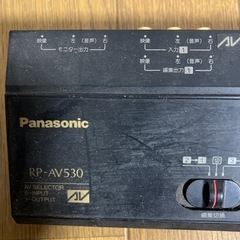 映像 左(音声)右
モニター出力
映像 左(音声)右
入力1
AV
映像 左(音声)右
編集出力1
Panasonic
RP-AV530
AV SELECTOR
AV
2→1
3
編集切換